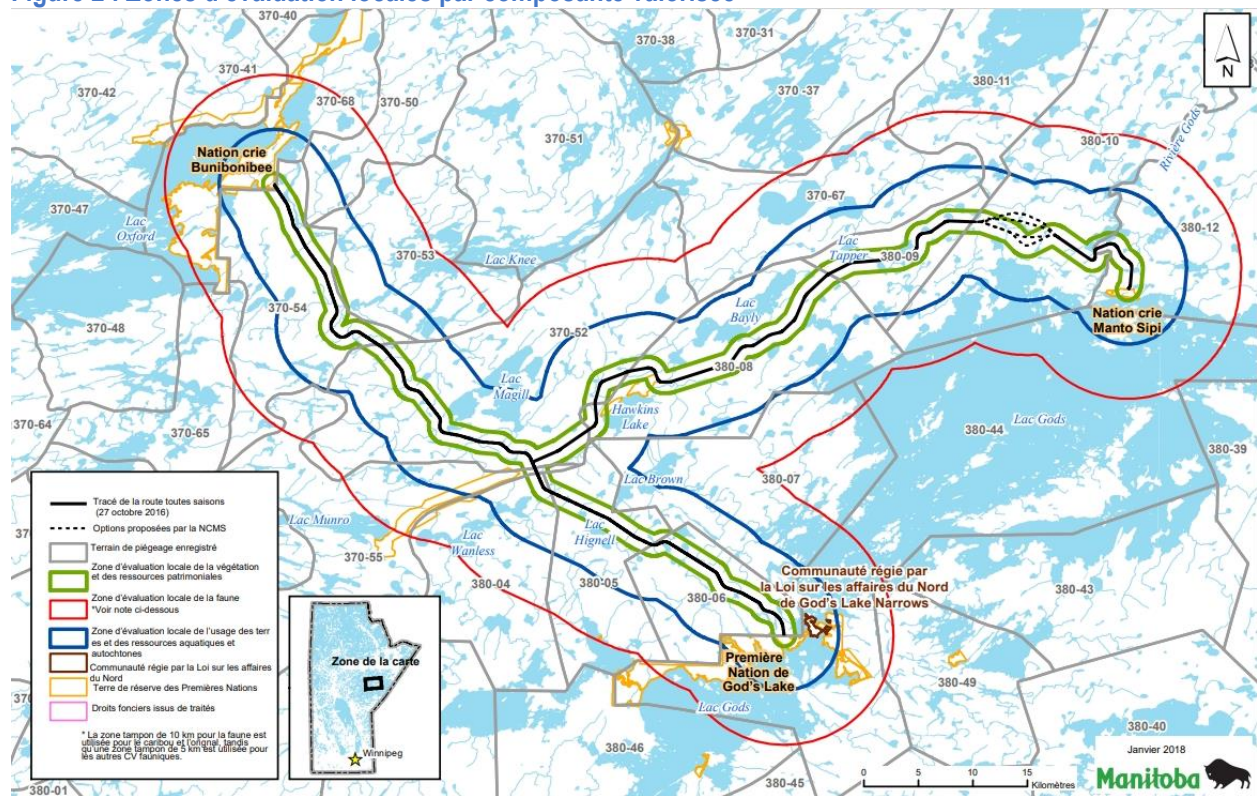 Figure 2 : Zones d'évaluation locales par composante valorisée
370-40
370-41
370-42
370-68
370-50
370-38
370-31
370-37
380-11
370-51
380-10
Rivière Gods
N
Nation crie
Bunibonibee
370-47
Lac
Oxford
370-67
380-12
370-53
Lac Knee
Lac
Tapper
380-09
370-54
370-48
Lac
Bayly
Nation crie
Manto Sipi
370-52
380-08
Lac
Magill
Hawkins
Lake
370-64
370-65
380-44
Lac Gods
380-39
380-07
Lac Brown
Lac Munro
Lac
Hignell
Lac
Wanless
370-55
380-04
380-05
380-06
Communauté régie par
la Loi sur les affaires du Nord
de God's Lake Narrows
380-43
Première
Nation de
God's Lake
380-49
Lac Gods
380-46
380-45
380-40
380-01
Tracé de la route toutes saisons
(27 octobre 2016)
Options proposées par la NCMS
Terrain de piégeage enregistré
Zone d'évaluation locale de la végétation
et des ressources patrimoniales
Zone d'évaluation locale de la faune
*Voir note ci-dessous
Zone d'évaluation locale de l'usage des terr
es et des ressources aquatiques et
autochtones
Communauté régie par la Loi sur les affaires
du Nord
Terre de réserve des Premières Nations
Droits fonciers issus de traités
* La zone tampon de 10 km pour la faune est
utilisée pour le caribou et l'orignal, tandis
qu'une zone tampon de 5 km est utilisée pour
les autres CV fauniques.
Zone de la carte
Winnipeg
0 5 10 15
Kilomètres
Janvier 2018
Manitoba